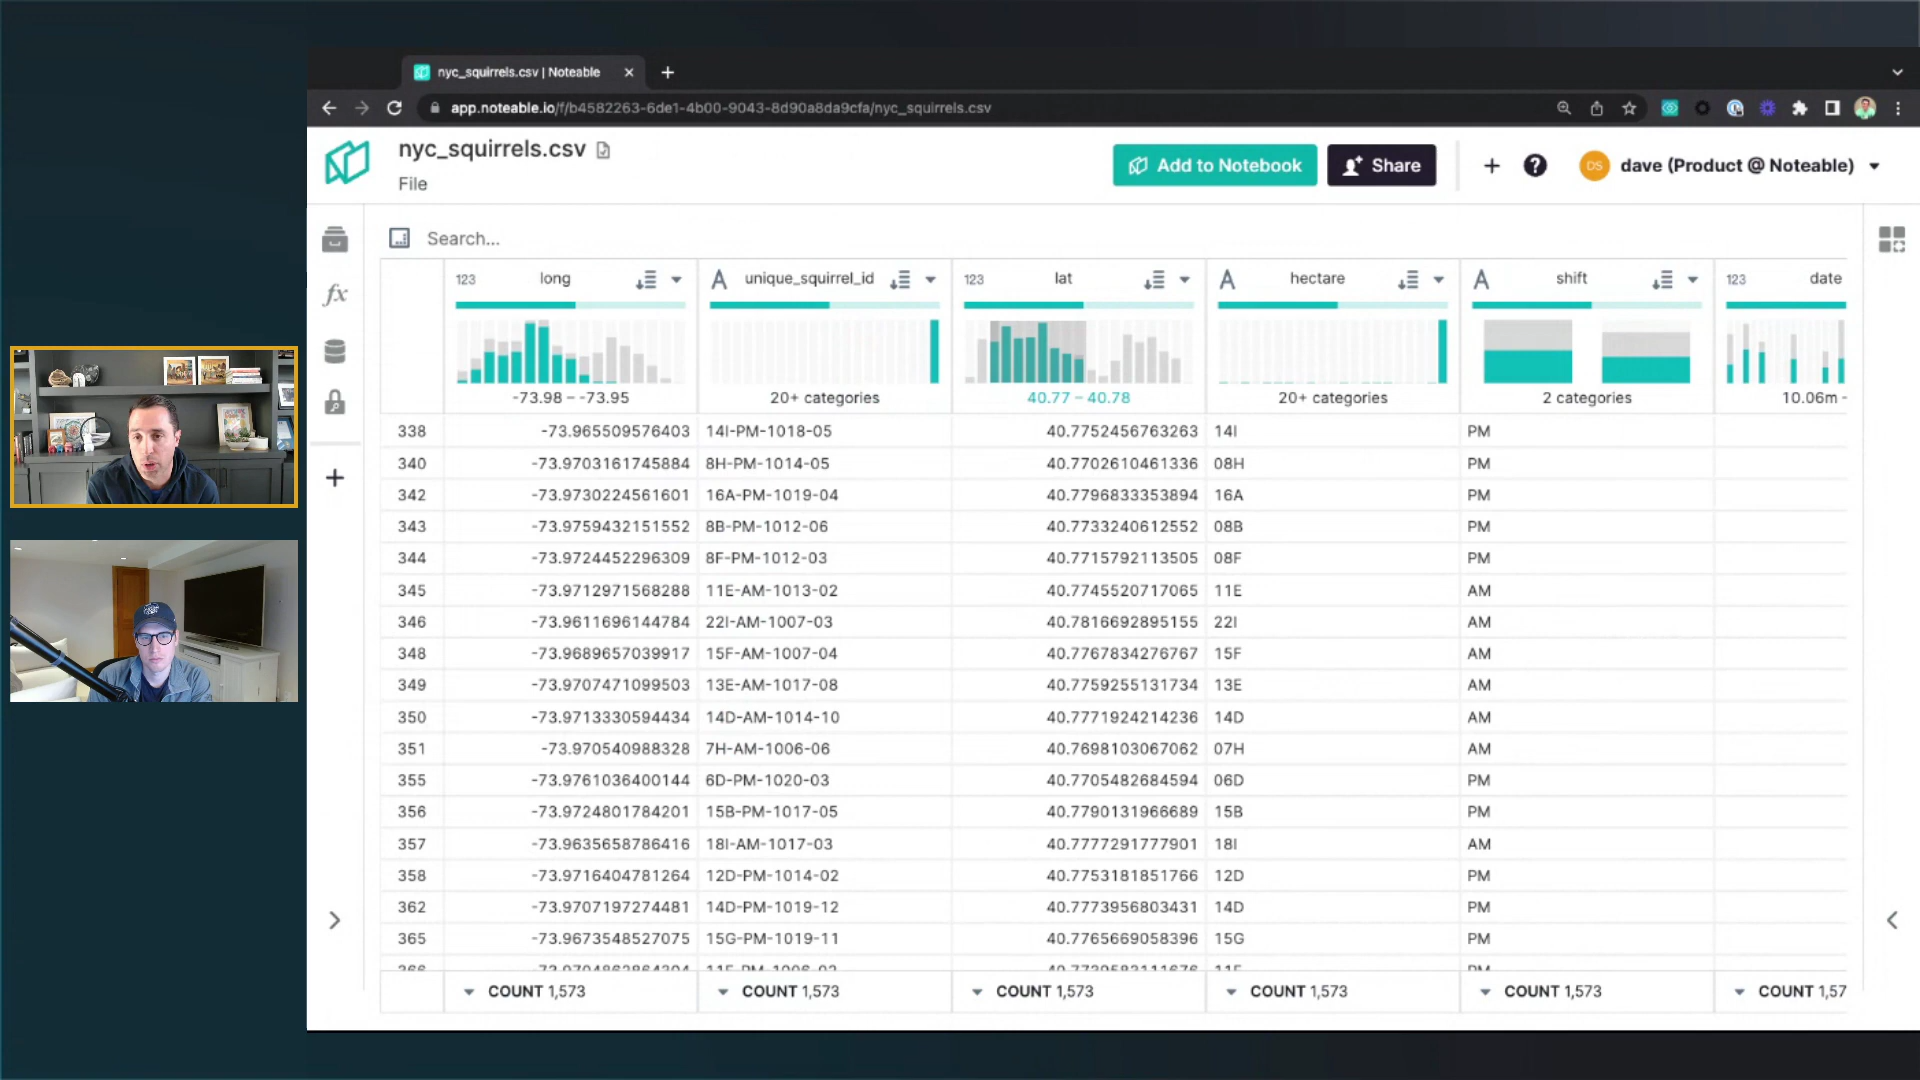 nyc_squirrels.csv | Noteable
app.noteable.io/f/b4582263-6de1-4b00-9043-8d90a8da9cfa/nyc_squirrels.csv
nyc_squirrels.csv
File
Add to Notebook
Share
DS dave (Product @ Noteable)
Search...
fx
123 long A unique_squirrel_id 123 lat A hectare A shift 123 date
-73.98 – -73.95 20+ categories 40.77 – 40.78 20+ categories 2 categories 10.06m -
338 -73.965509576403 14I-PM-1018-05 40.7752456763263 14I PM
340 -73.9703161745884 8H-PM-1014-05 40.7702610461336 08H PM
342 -73.9730224561601 16A-PM-1019-04 40.7796833353894 16A PM
343 -73.9759432151552 8B-PM-1012-06 40.7733240612552 08B PM
344 -73.9724452296309 8F-PM-1012-03 40.7715792113505 08F PM
345 -73.9712971568288 11E-AM-1013-02 40.7745520717065 11E AM
346 -73.9611696144784 22I-AM-1007-03 40.7816692895155 22I AM
348 -73.9689657039917 15F-AM-1007-04 40.7767834276767 15F AM
349 -73.9707471099503 13E-AM-1017-08 40.7759255131734 13E AM
350 -73.9713330594434 14D-AM-1014-10 40.7771924214236 14D AM
351 -73.970540988328 7H-AM-1006-06 40.7698103067062 07H AM
355 -73.9761036400144 6D-PM-1020-03 40.7705482684594 06D PM
356 -73.9724801784201 15B-PM-1017-05 40.7790131966689 15B PM
357 -73.9635658786416 18I-AM-1017-03 40.7777291777901 18I AM
358 -73.9716404781264 12D-PM-1014-02 40.7753181851766 12D PM
362 -73.9707197274481 14D-PM-1019-12 40.7773956803431 14D PM
365 -73.9673548527075 15G-PM-1019-11 40.7765669058396 15G PM
COUNT 1,573 COUNT 1,573 COUNT 1,573 COUNT 1,573 COUNT 1,573 COUNT 1,57